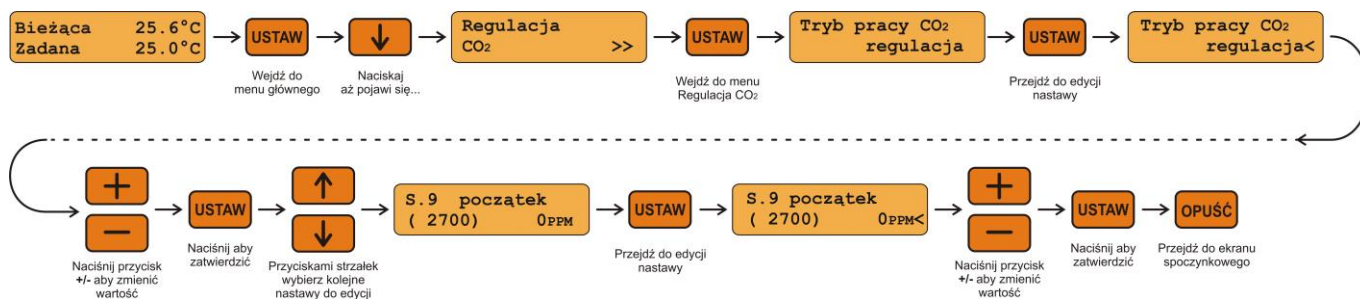 Bieżąca 25.6°C
Zadana 25.0°C
USTAW
Wejdź do
menu głównego
Naciskaj
aż pojawi się...
Regulacja
CO₂ >>
USTAW
Wejdź do menu
Regulacja CO₂
Tryb pracy CO₂
regulacja
USTAW
Przejdź do edycji
nastawy
Tryb pracy CO₂
regulacja<
+
−
Naciśnij przycisk
+/- aby zmienić
wartość
USTAW
Naciśnij aby
zatwierdzić
Przyciskami strzałek
wybierz kolejne
nastawy do edycji
S.9 początek
( 2700) 0PPM
USTAW
Przejdź do edycji
nastawy
S.9 początek
( 2700) 0PPM<
+
−
Naciśnij przycisk
+/- aby zmienić
wartość
USTAW
Naciśnij aby
zatwierdzić
OPUŚĆ
Przejdź do ekranu
spoczynkowego